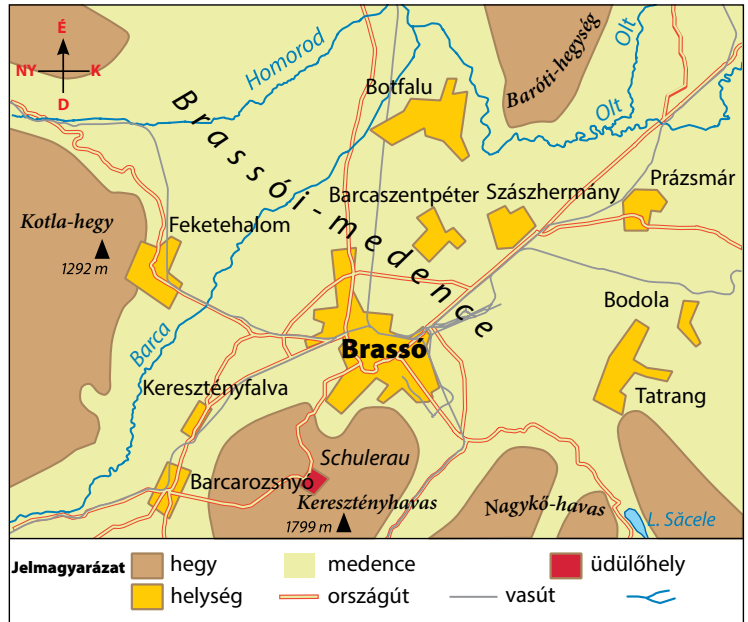 É
NY K
D
Homorod
Olt
Baróti-hegység
Botfalu
Olt
Brassói-medence
Barcaszentpéter
Szászhermány
Prázsmár
Kotla-hegy
1292 m
Feketehalom
Bodola
Barca
Brassó
Keresztényfalva
Tatrang
Schulerau
Barcarozsnyó
Keresztényhavas
1799 m
Nagykő-havas
L. Săcele
Jelmagyarázat
hegy
medence
üdülőhely
helység
országút
vasút